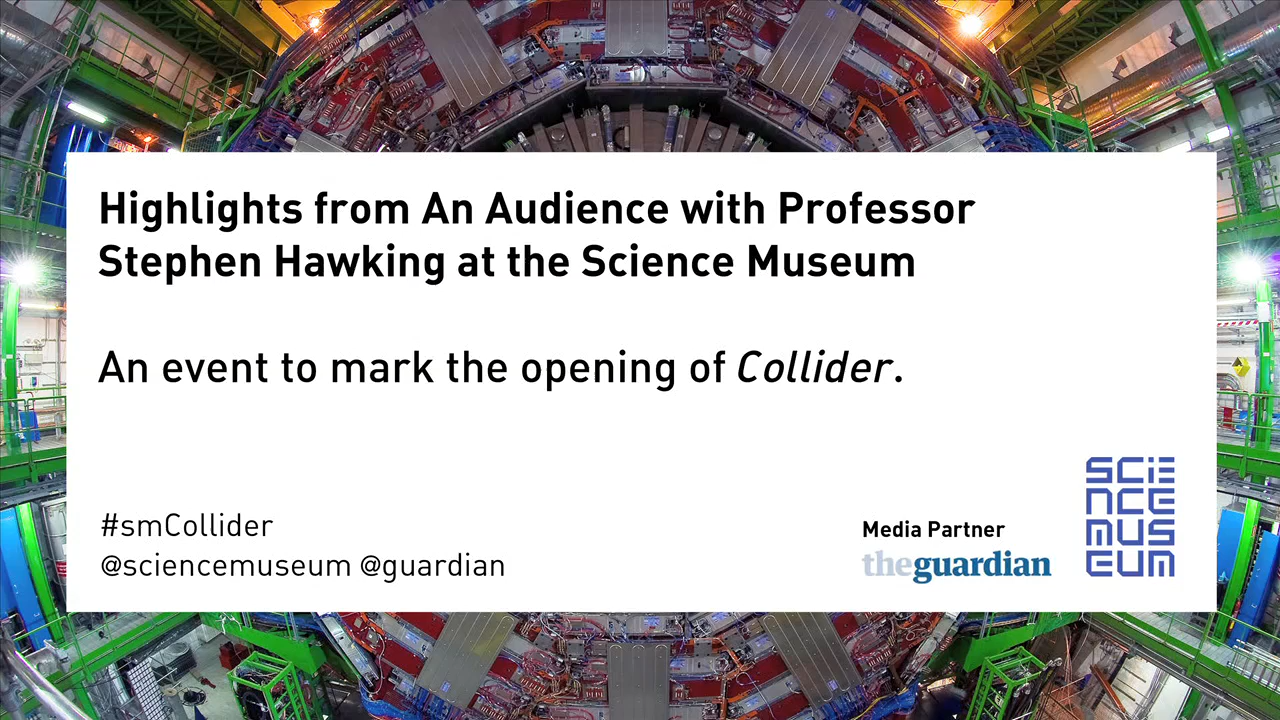 Highlights from An Audience with Professor
Stephen Hawking at the Science Museum
An event to mark the opening of Collider.
#smCollider
@sciencemuseum @guardian
Media Partner
theguardian
SCiE
NCE
MUS
EUM